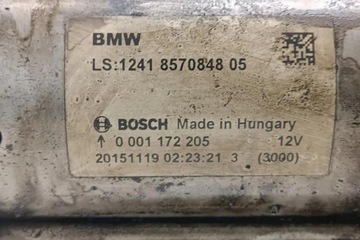 BMW
LS:1241 8570848 05
BOSCH Made in Hungary
0 001 172 205 12V
20151119 02:23:21 3 (3000)